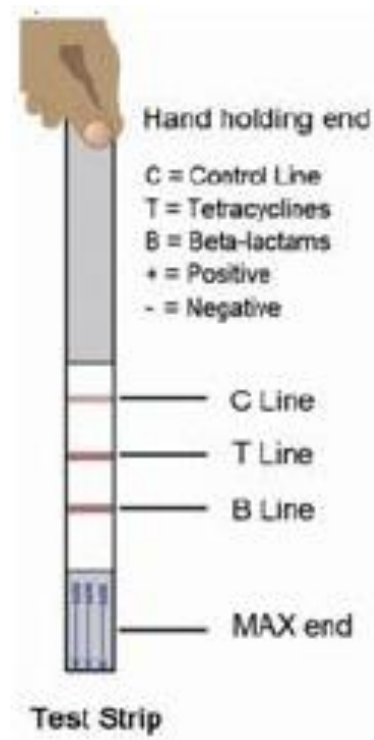 Hand holding end
C = Control Line
T = Tetracyclines
B = Beta-lactams
+ = Positive
- = Negative
C Line
T Line
B Line
MAX end
Test Strip